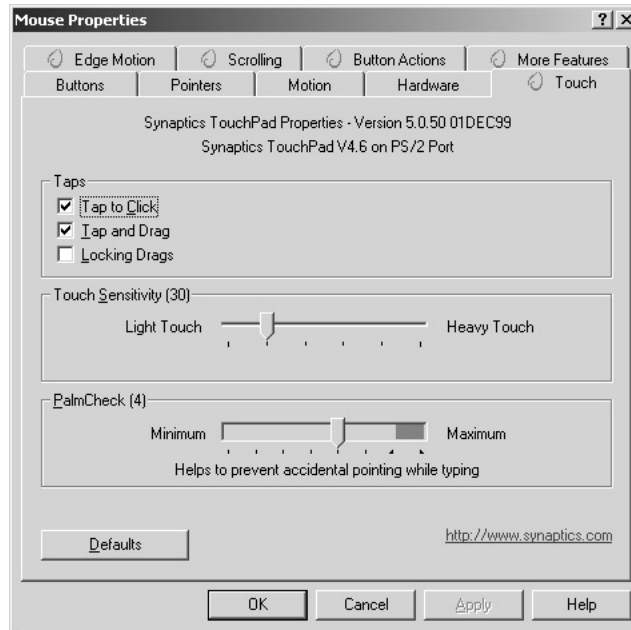 Mouse Properties
? x
Edge Motion Scrolling Button Actions More Features
Buttons Pointers Motion Hardware Touch
Synaptics TouchPad Properties - Version 5.0.50 01DEC99
Synaptics TouchPad V4.6 on PS/2 Port
Taps
Tap to Click
Tap and Drag
Locking Drags
Touch Sensitivity (30)
Light Touch Heavy Touch
PalmCheck (4)
Minimum Maximum
Helps to prevent accidental pointing while typing
Defaults http://www.synaptics.com
OK Cancel Apply Help